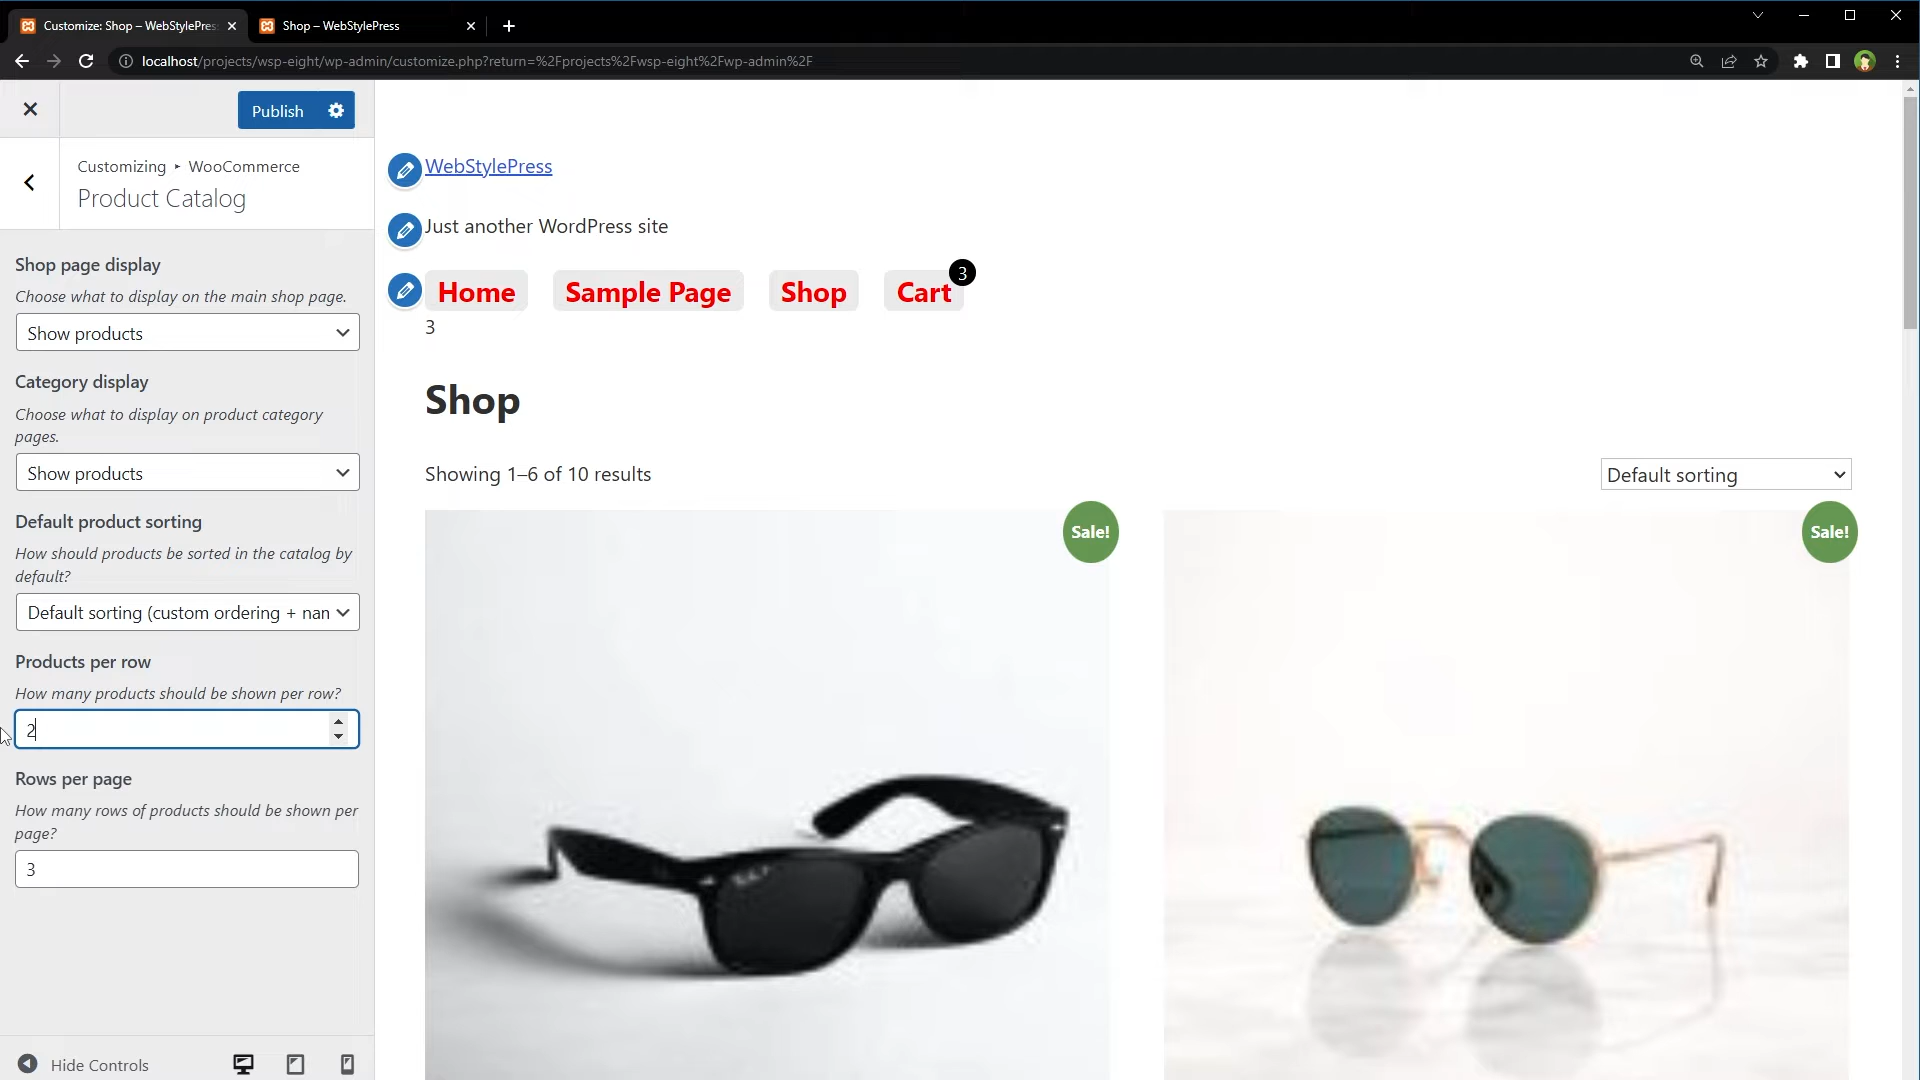 Customize: Shop – WebStylePres
Shop – WebStylePress
localhost/projects/wsp-eight/wp-admin/customize.php?return=%2Fprojects%2Fwsp-eight%2Fwp-admin%2F
Publish
Customizing ▸ WooCommerce
Product Catalog
Shop page display
Choose what to display on the main shop page.
Show products
Category display
Choose what to display on product category
pages.
Show products
Default product sorting
How should products be sorted in the catalog by
default?
Default sorting (custom ordering + nan
Products per row
How many products should be shown per row?
2
Rows per page
How many rows of products should be shown per
page?
3
Hide Controls
WebStylePress
Just another WordPress site
Home Sample Page Shop Cart 3
3
Shop
Showing 1–6 of 10 results
Default sorting
Sale!
Sale!